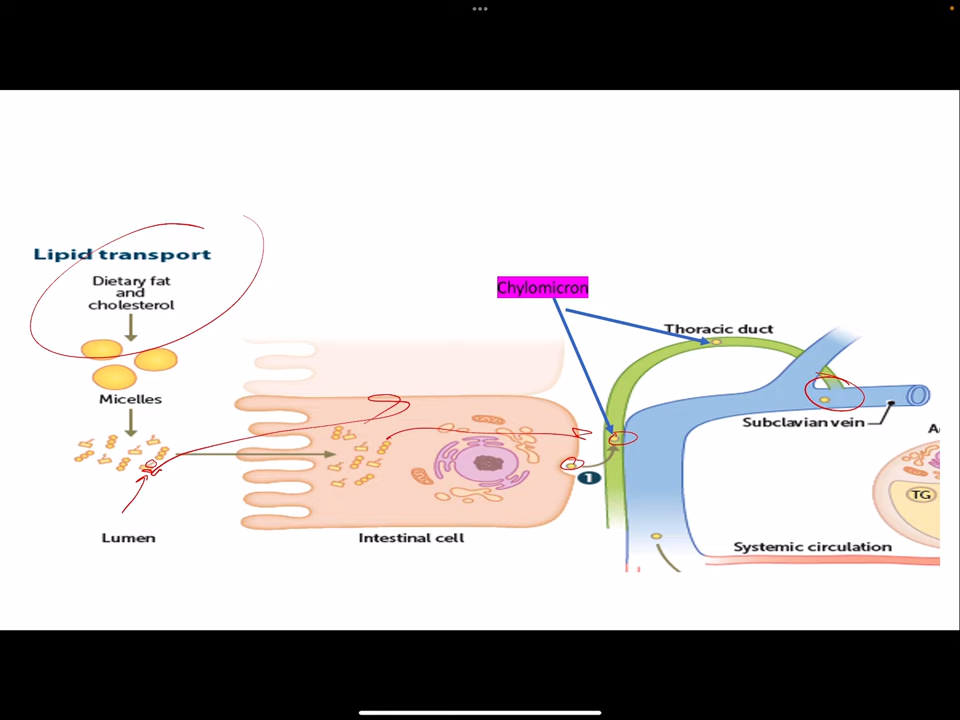 Lipid transport
Dietary fat
and
cholesterol
Micelles
Lumen
Intestinal cell
Chylomicron
1
Thoracic duct
Subclavian vein
A
TG
Systemic circulation